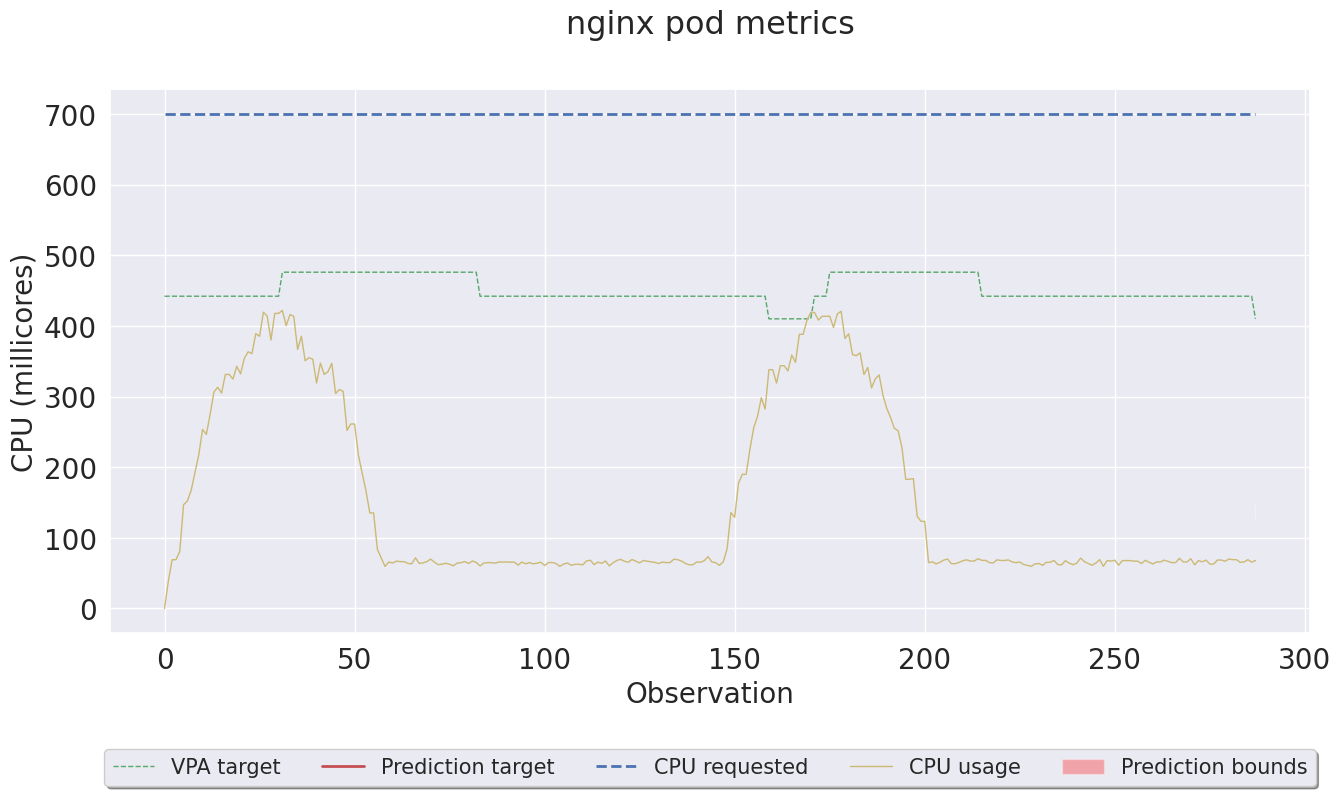 nginx pod metrics
700
600
500
400
300
200
100
0
CPU (millicores)
0 50 100 150 200 250 300
Observation
VPA target Prediction target CPU requested CPU usage Prediction bounds